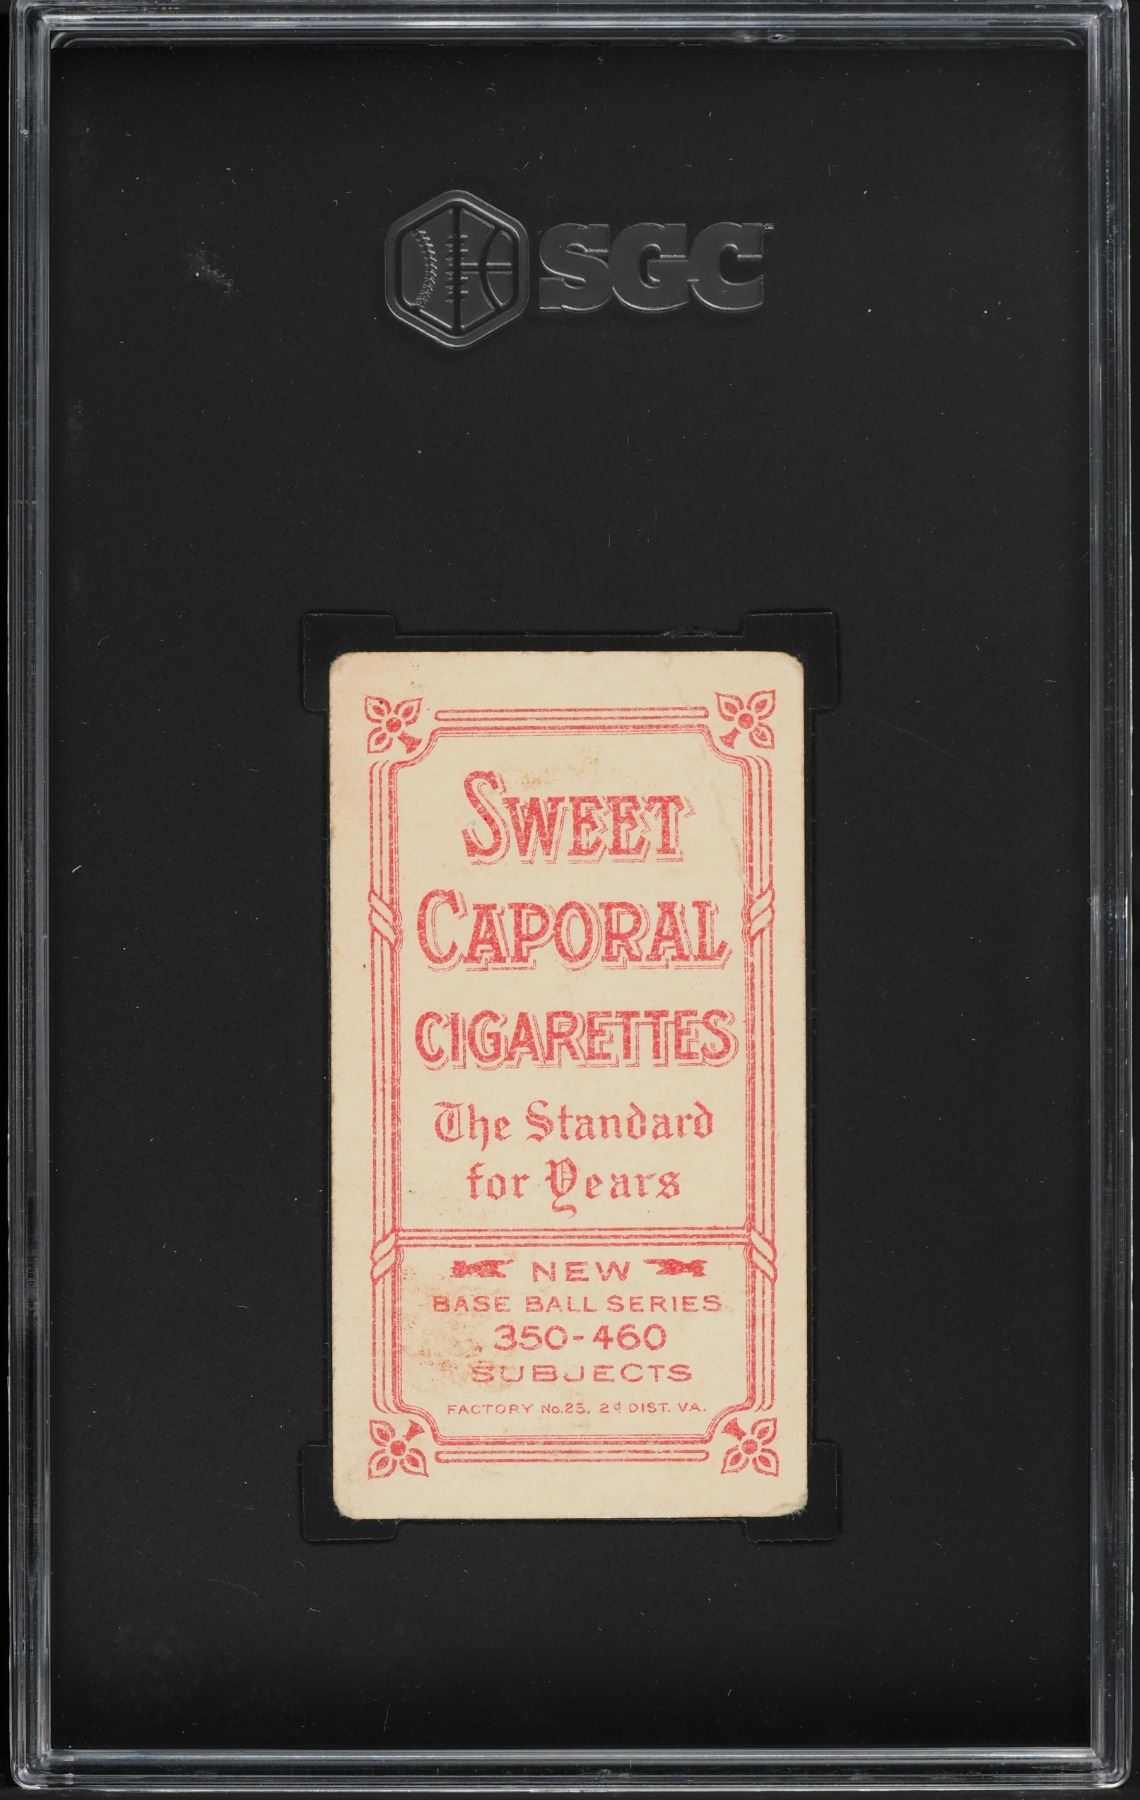 SGC
SWEET
CAPORAL
CIGARETTES
The Standard
for Years
NEW
BASE BALL SERIES
350-460
SUBJECTS
FACTORY No.25, 2d DIST. VA.